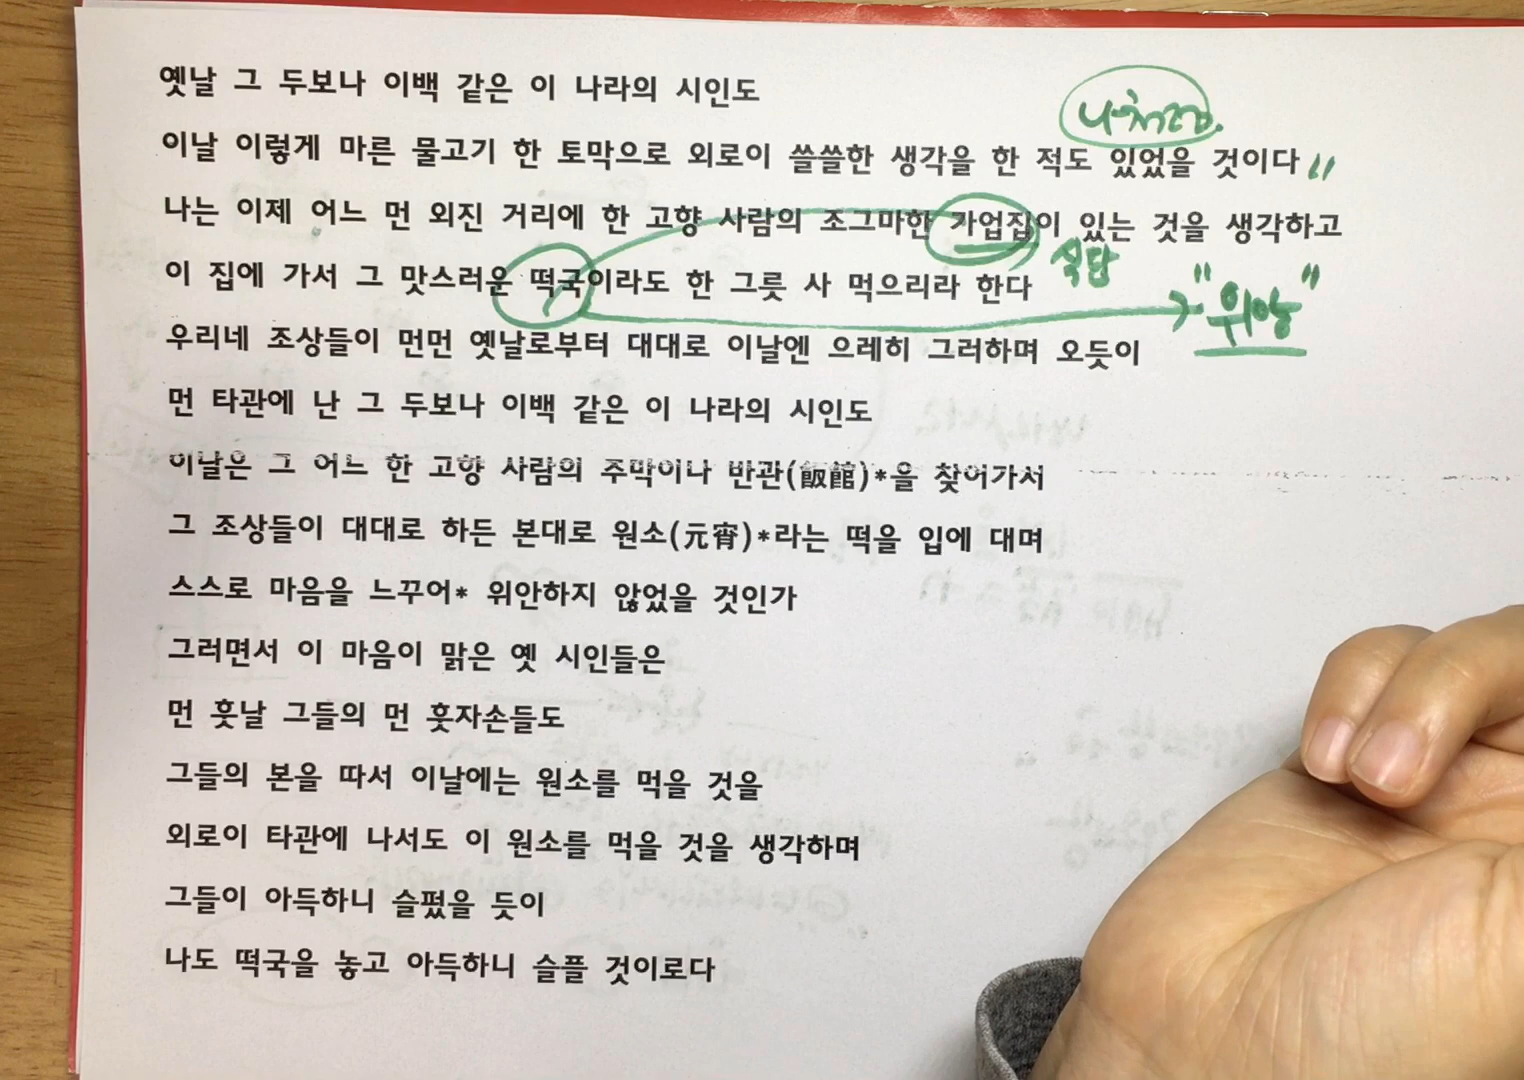 옛날 그 두보나 이백 같은 이 나라의 시인도
나처럼
이날 이렇게 마른 물고기 한 토막으로 외로이 쓸쓸한 생각을 한 적도 있었을 것이다
나는 이제 어느 먼 외진 거리에 한 고향 사람의 조그마한 가업집이 있는 것을 생각하고
식당
이 집에 가서 그 맛스러운 떡국이라도 한 그릇 사 먹으리라 한다
"위안"
우리네 조상들이 먼먼 옛날로부터 대대로 이날엔 으레히 그러하며 오듯이
먼 타관에 난 그 두보나 이백 같은 이 나라의 시인도
이날은 그 어느 한 고향 사람의 주막이나 반관(飯館)*을 찾어가서
그 조상들이 대대로 하든 본대로 원소(元宵)*라는 떡을 입에 대며
스스로 마음을 느꾸어* 위안하지 않었을 것인가
그러면서 이 마음이 맑은 옛 시인들은
먼 훗날 그들의 먼 훗자손들도
그들의 본을 따서 이날에는 원소를 먹을 것을
외로이 타관에 나서도 이 원소를 먹을 것을 생각하며
그들이 아득하니 슬펐을 듯이
나도 떡국을 놓고 아득하니 슬플 것이로다